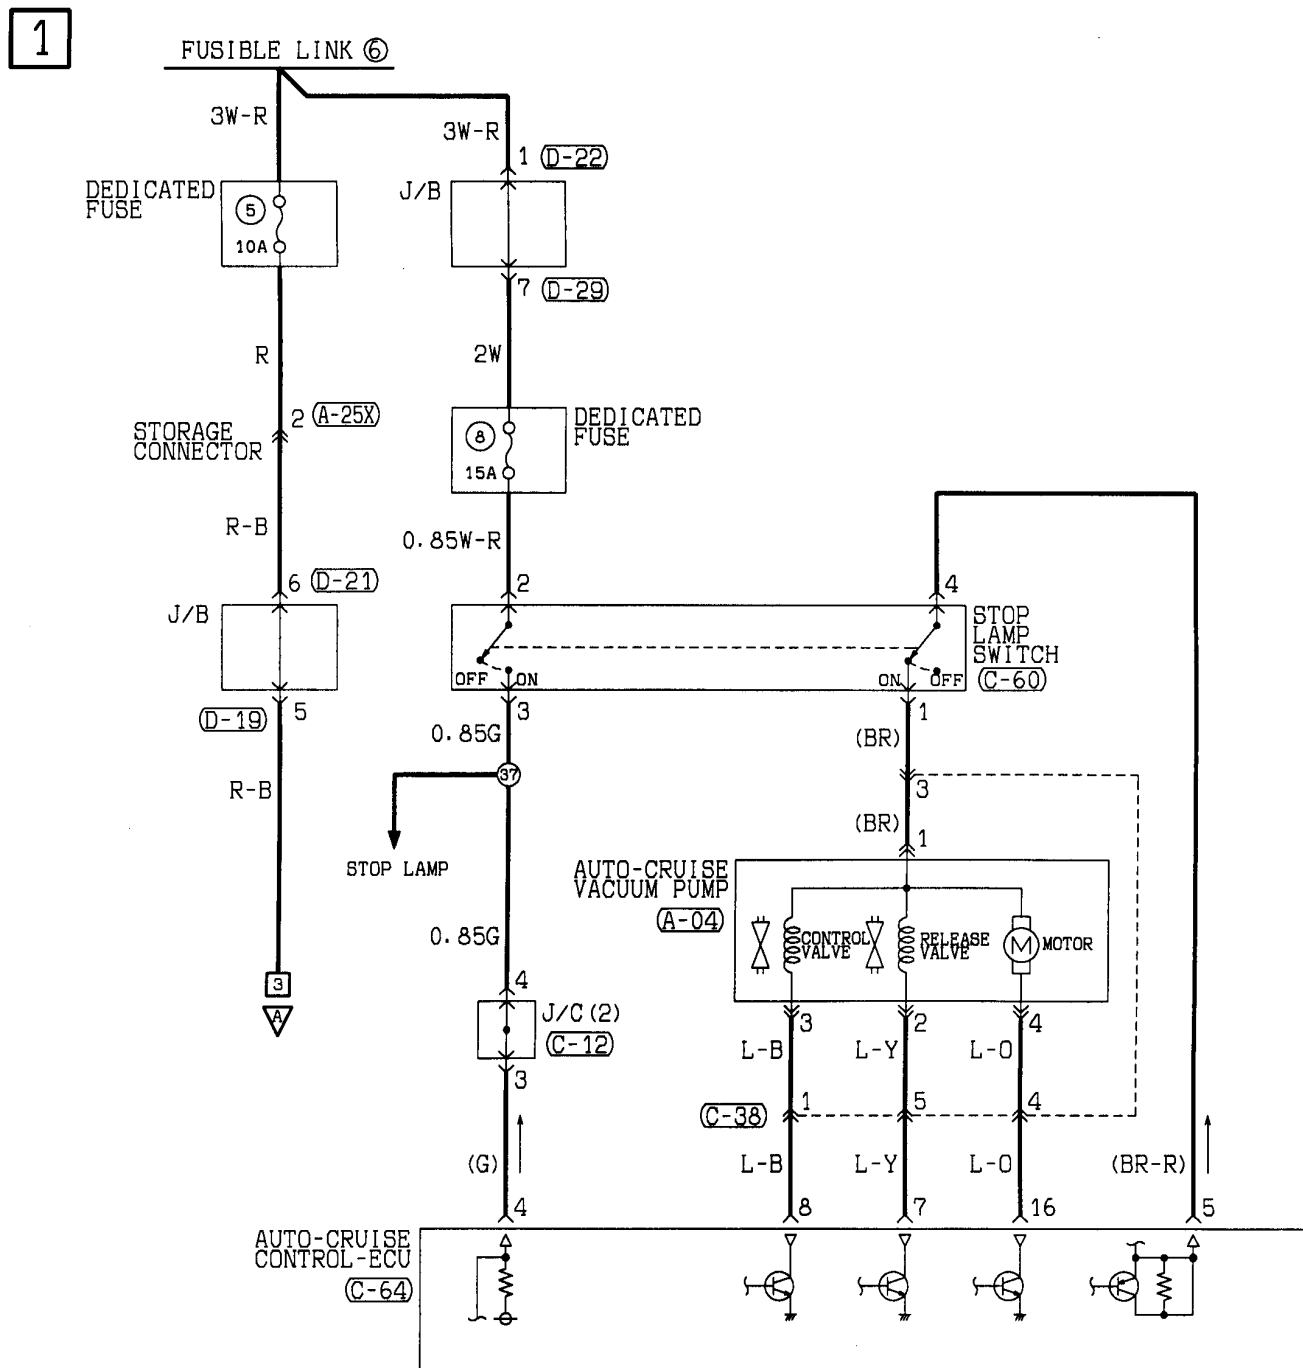 1
FUSIBLE LINK ⑥
3W-R
3W-R
1 D-22
DEDICATED
FUSE
⑤
10A
J/B
7 D-29
R
2W
2 A-25X
STORAGE
CONNECTOR
DEDICATED
FUSE
⑧
15A
R-B
0.85W-R
6 D-21
2
4
J/B
STOP
LAMP
SWITCH
C-60
OFF
ON
ON
OFF
D-19
5
3
1
0.85G
(BR)
37
R-B
3
(BR)
1
STOP LAMP
AUTO-CRUISE
VACUUM PUMP
A-04
0.85G
CONTROL
VALVE
RELEASE
VALVE
M
MOTOR
3
A
4
J/C(2)
C-12
3
3
2
4
L-B
L-Y
L-O
C-38
1
5
4
(G)
L-B
L-Y
L-O
(BR-R)
4
8
7
16
5
AUTO-CRUISE
CONTROL-ECU
C-64